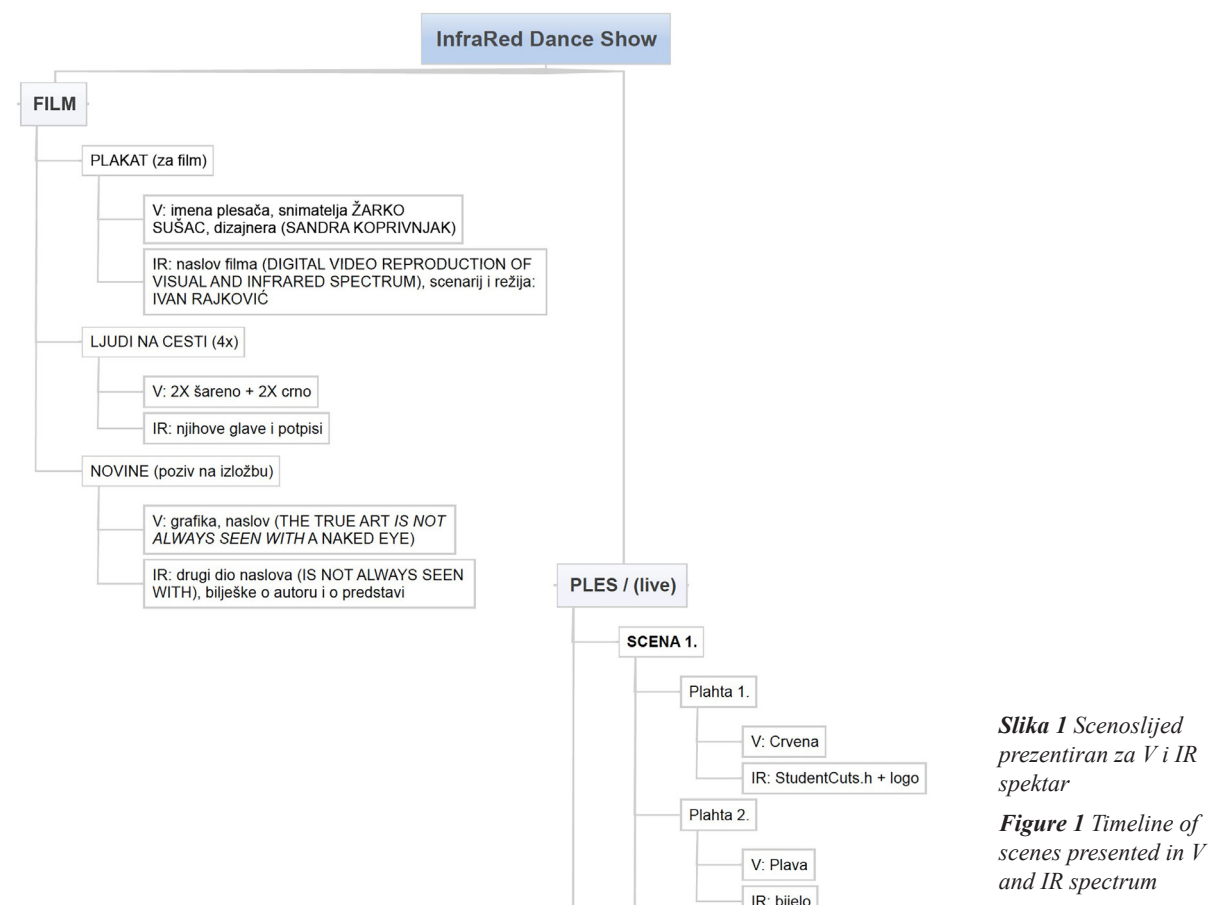 InfraRed Dance Show
FILM
PLAKAT (za film)
V: imena plesača, snimatelja ŽARKO
SUŠAC, dizajnera (SANDRA KOPRIVNJAK)
IR: naslov filma (DIGITAL VIDEO REPRODUCTION OF
VISUAL AND INFRARED SPECTRUM), scenarij i režija:
IVAN RAJKOVIĆ
LJUDI NA CESTI (4x)
V: 2X šareno + 2X crno
IR: njihove glave i potpisi
NOVINE (poziv na izložbu)
V: grafika, naslov (THE TRUE ART IS NOT
ALWAYS SEEN WITH A NAKED EYE)
IR: drugi dio naslova (IS NOT ALWAYS SEEN
WITH), bilješke o autoru i o predstavi
PLES / (live)
SCENA 1.
Plahta 1.
V: Crvena
IR: StudentCuts.h + logo
Plahta 2.
V: Plava
IR: bijelo
Slika 1 Scenoslijed
prezentiran za V i IR
spektar
Figure 1 Timeline of
scenes presented in V
and IR spectrum